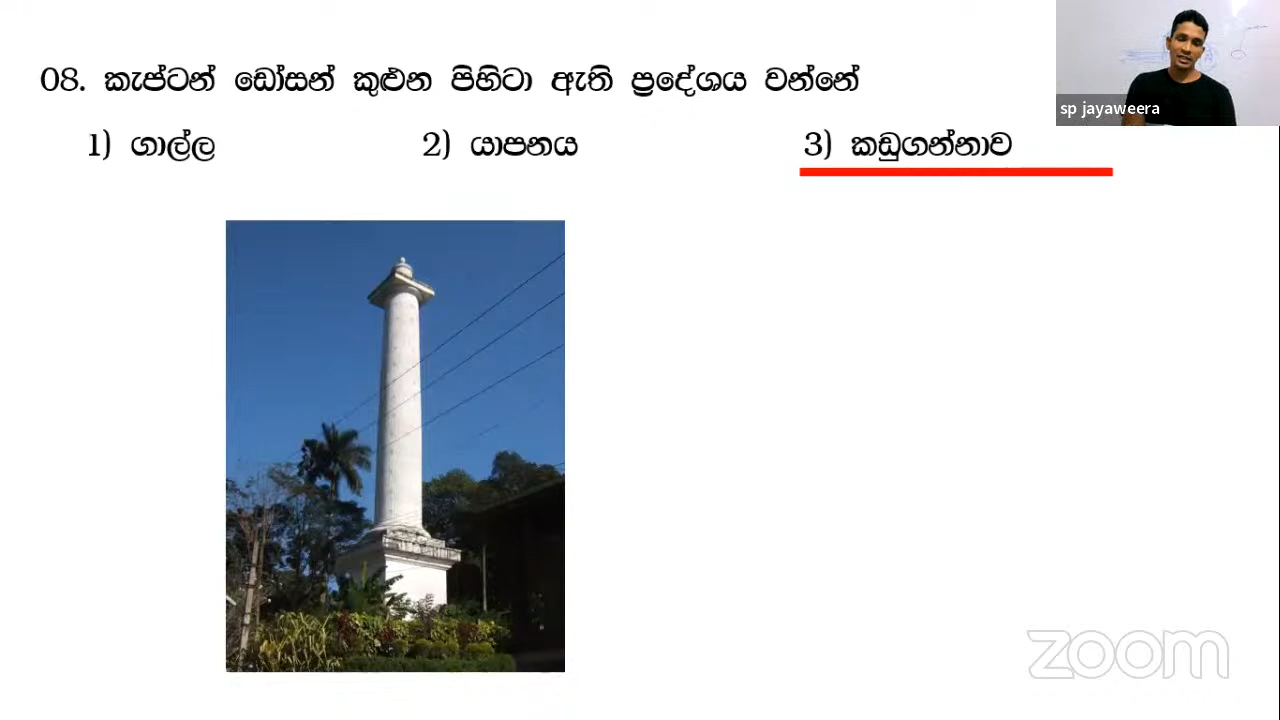 08. කැප්ටන් ඩෝසන් කුළුන පිහිටා ඇති ප්‍රදේශය වන්නේ
1) ගාල්ල 2) යාපනය 3) කඩුගන්නාව
sp jayaweera
zoom